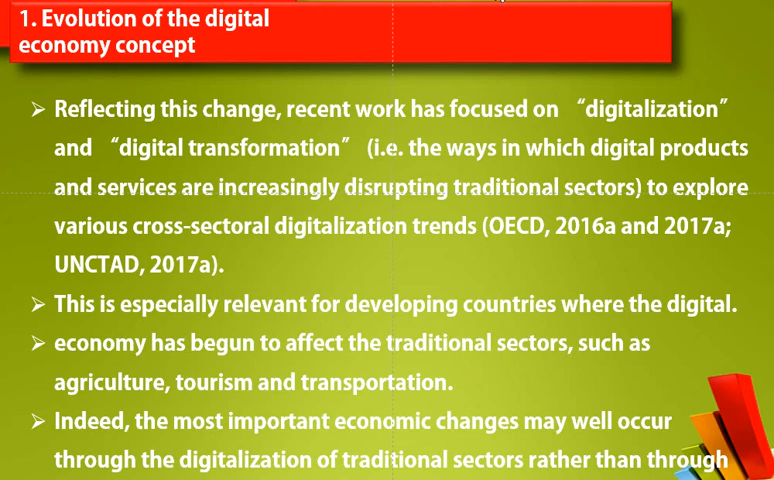 1. Evolution of the digital
economy concept
➢ Reflecting this change, recent work has focused on “digitalization”
and “digital transformation” (i.e. the ways in which digital products
and services are increasingly disrupting traditional sectors) to explore
various cross-sectoral digitalization trends (OECD, 2016a and 2017a;
UNCTAD, 2017a).
➢ This is especially relevant for developing countries where the digital.
➢ economy has begun to affect the traditional sectors, such as
agriculture, tourism and transportation.
➢ Indeed, the most important economic changes may well occur
through the digitalization of traditional sectors rather than through